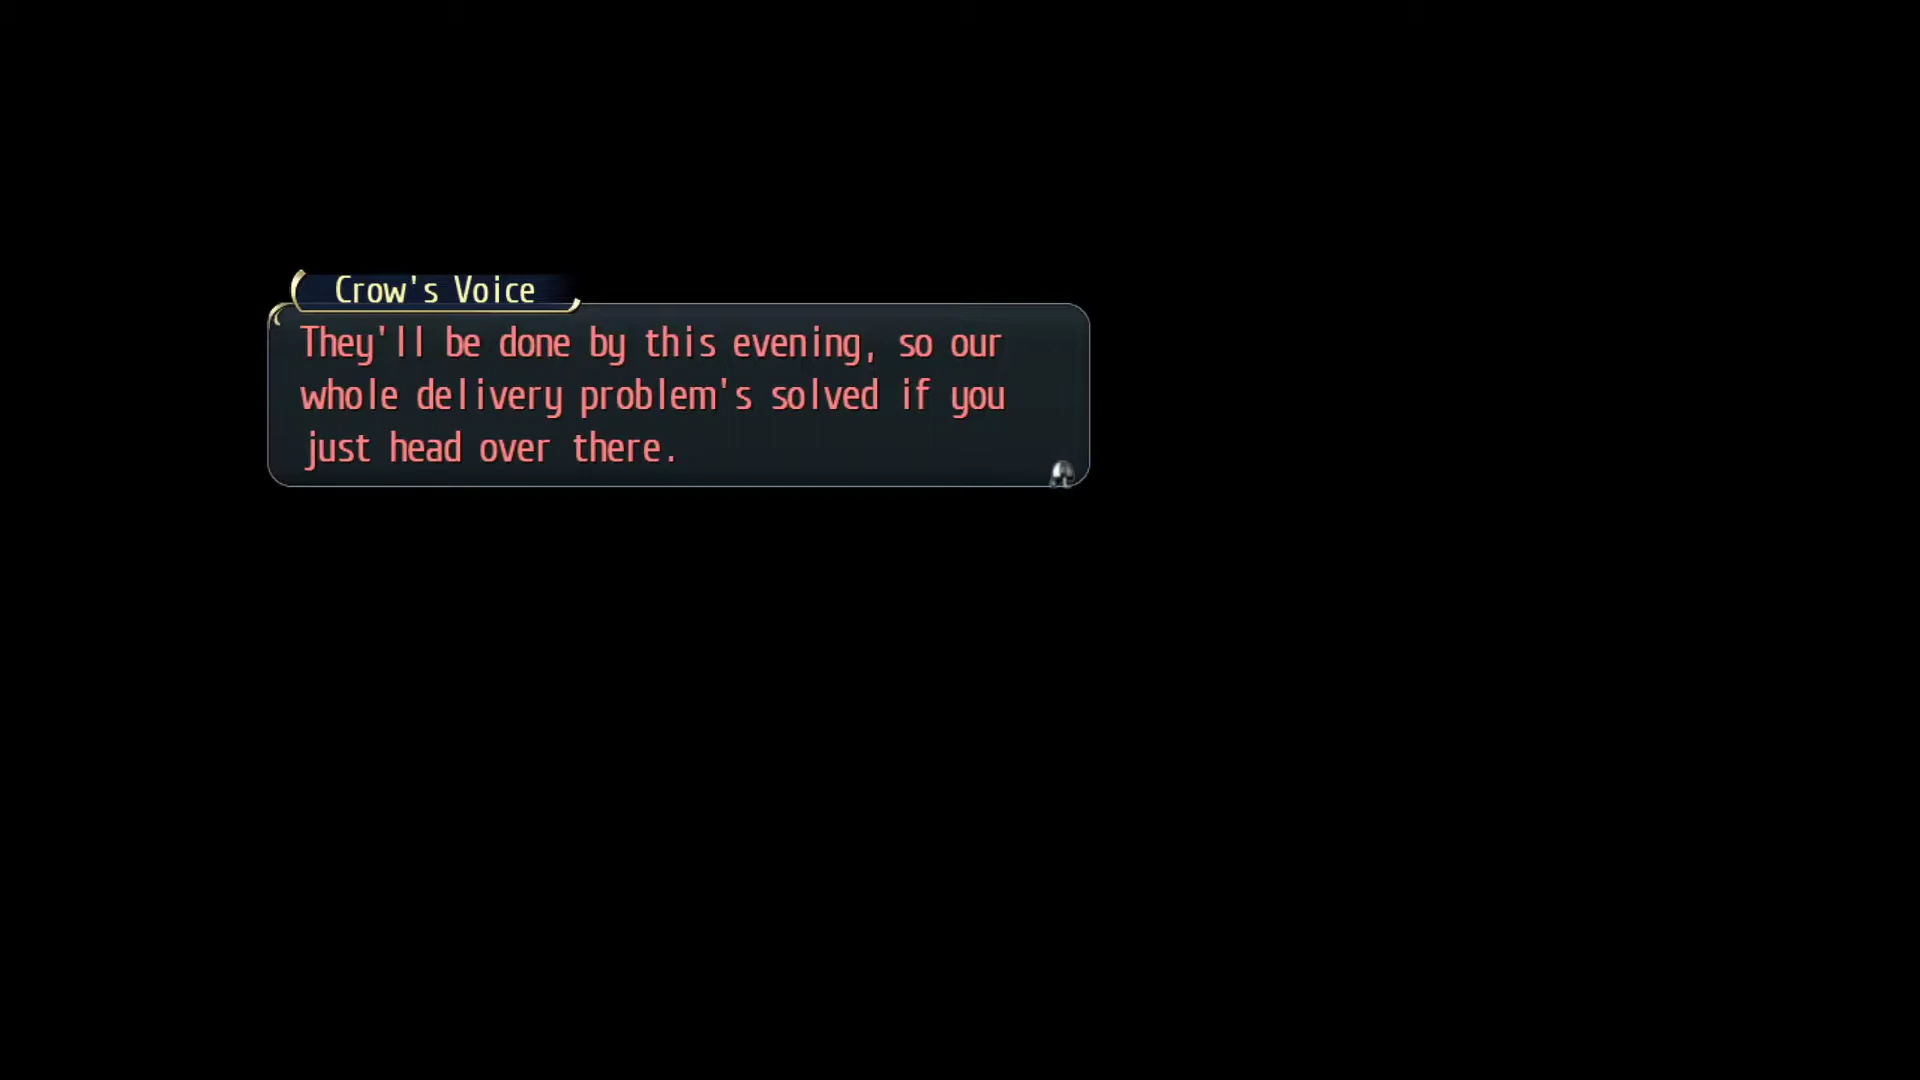 Crow's Voice
They'll be done by this evening, so our
whole delivery problem's solved if you
just head over there.